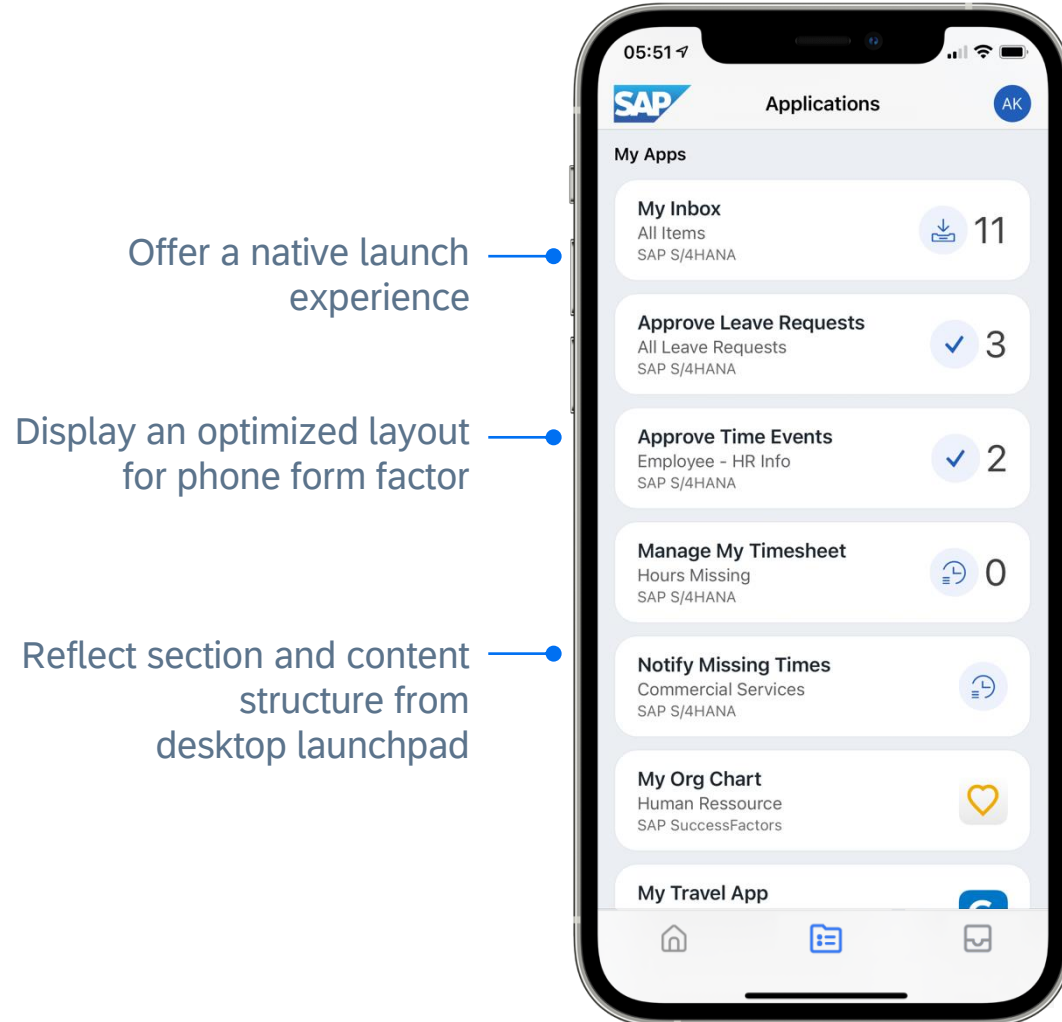 Offer a native launch
experience
Display an optimized layout
for phone form factor
Reflect section and content
structure from
desktop launchpad
05:51
SAP
Applications
AK
My Apps
My Inbox
All Items
SAP S/4HANA
11
Approve Leave Requests
All Leave Requests
SAP S/4HANA
3
Approve Time Events
Employee - HR Info
SAP S/4HANA
2
Manage My Timesheet
Hours Missing
SAP S/4HANA
0
Notify Missing Times
Commercial Services
SAP S/4HANA
My Org Chart
Human Ressource
SAP SuccessFactors
My Travel App